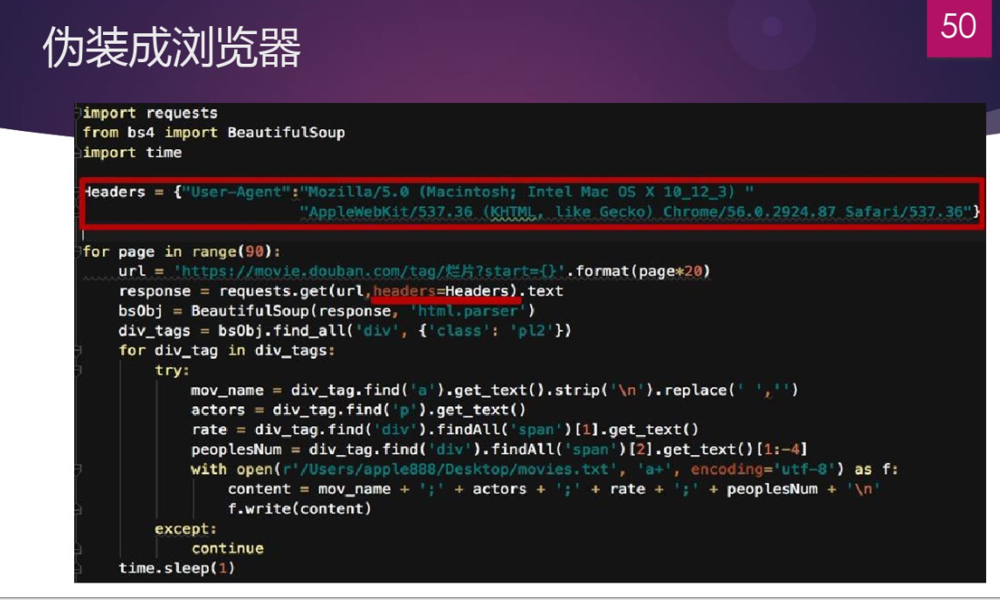 伪装成浏览器
50
import requests
from bs4 import BeautifulSoup
import time
Headers = {"User-Agent":"Mozilla/5.0 (Macintosh; Intel Mac OS X 10_12_3) "
"AppleWebKit/537.36 (KHTML, like Gecko) Chrome/56.0.2924.87 Safari/537.36"}
for page in range(90):
url = 'https://movie.douban.com/tag/烂片?start={}'.format(page*20)
response = requests.get(url,headers=Headers).text
bsObj = BeautifulSoup(response, 'html.parser')
div_tags = bsObj.find_all('div', {'class': 'pl2'})
for div_tag in div_tags:
try:
mov_name = div_tag.find('a').get_text().strip('\n').replace(' ','')
actors = div_tag.find('p').get_text()
rate = div_tag.find('div').findAll('span')[1].get_text()
peoplesNum = div_tag.find('div').findAll('span')[2].get_text()[1:-4]
with open(r'/Users/apple888/Desktop/movies.txt', 'a+', encoding='utf-8') as f:
content = mov_name + ';' + actors + ';' + rate + ';' + peoplesNum + '\n'
f.write(content)
except:
continue
time.sleep(1)